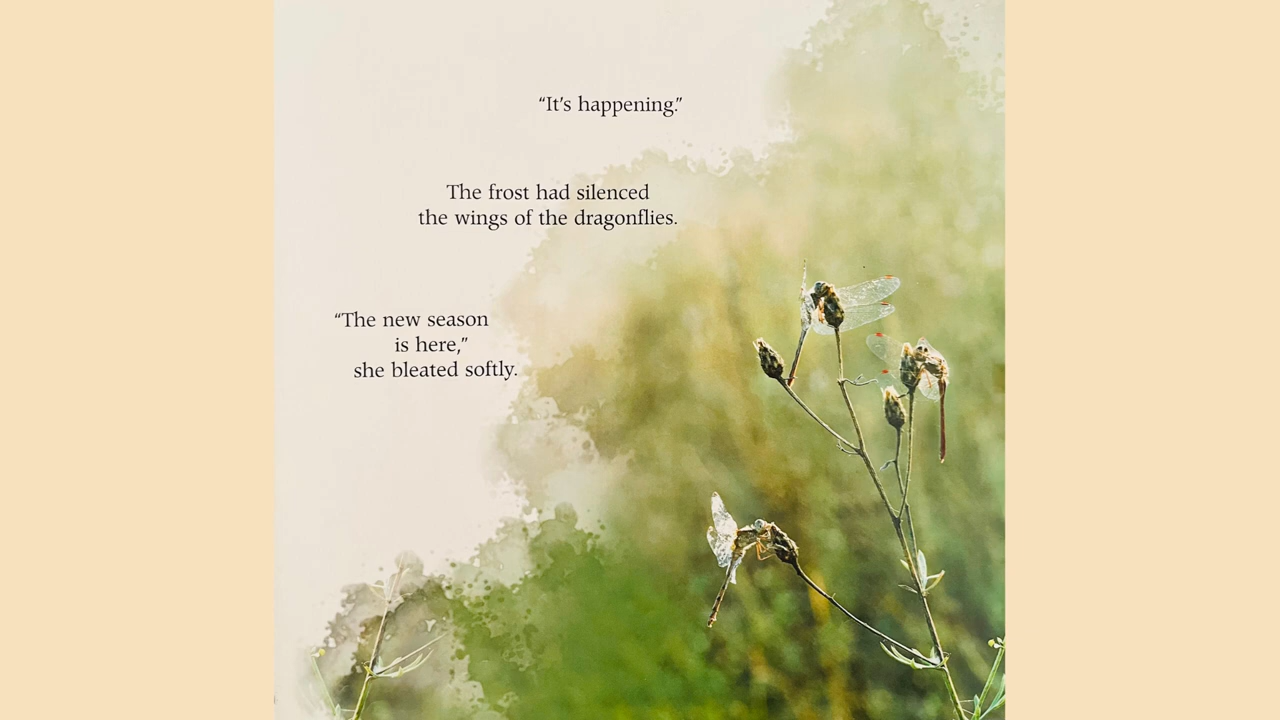 “It’s happening.”
The frost had silenced
the wings of the dragonflies.
“The new season
is here,”
she bleated softly.